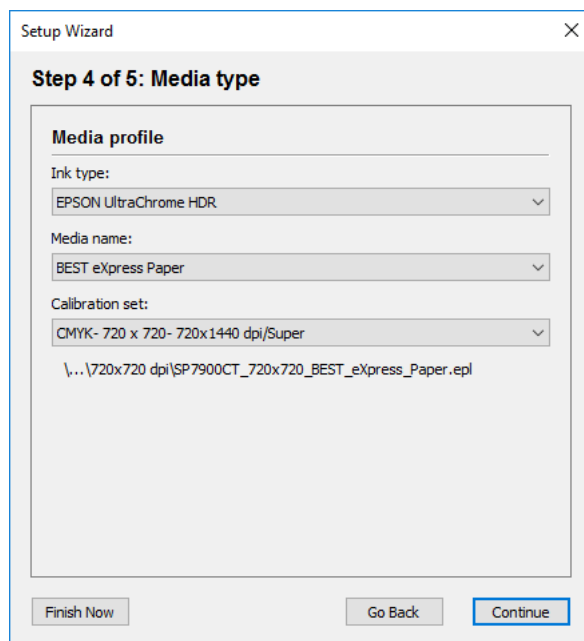 Setup Wizard
Step 4 of 5: Media type
Media profile
Ink type:
EPSON UltraChrome HDR
Media name:
BEST eXpress Paper
Calibration set:
CMYK- 720 x 720- 720x1440 dpi/Super
\...\720x720 dpi\SP7900CT_720x720_BEST_eXpress_Paper.epl
Finish Now
Go Back
Continue